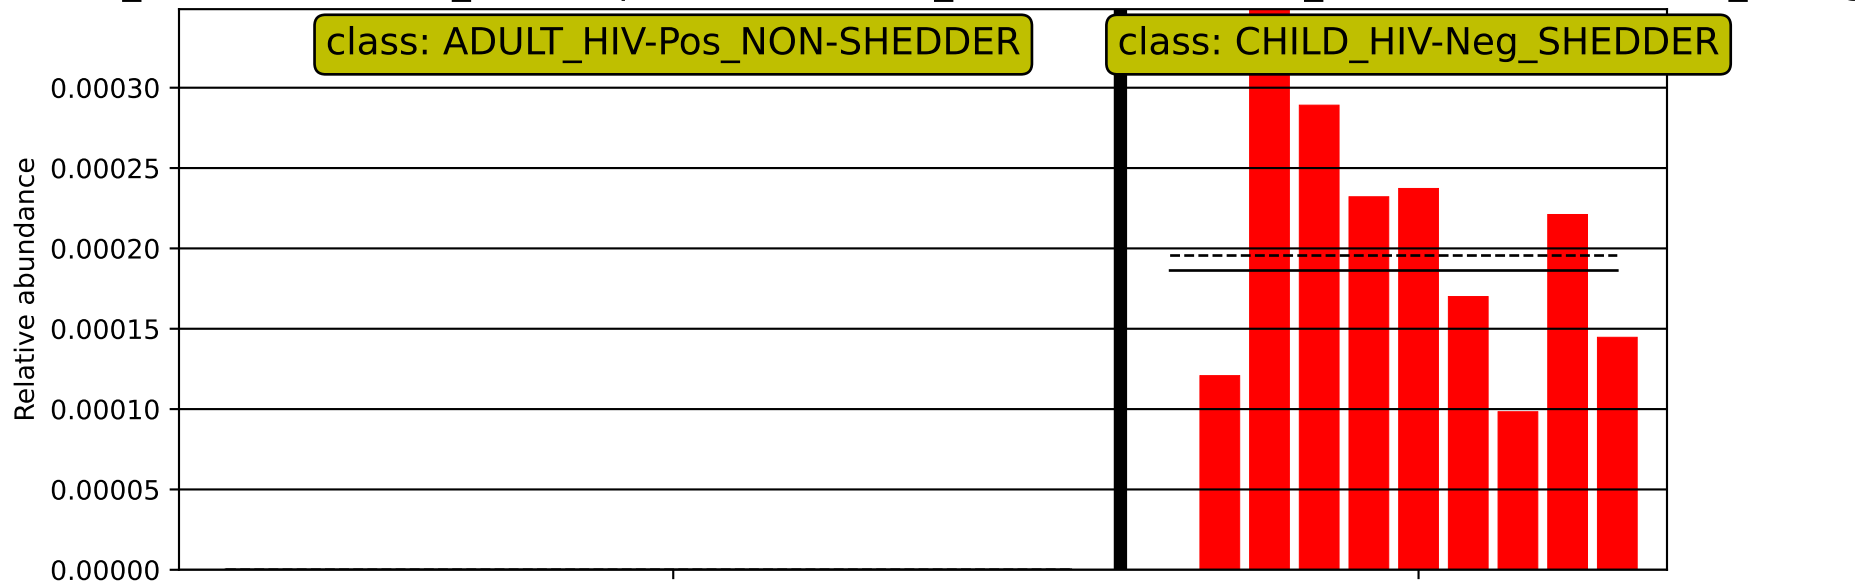 class: ADULT_HIV-Pos_NON-SHEDDER
class: CHILD_HIV-Neg_SHEDDER
Relative abundance
0.00030
0.00025
0.00020
0.00015
0.00010
0.00005
0.00000